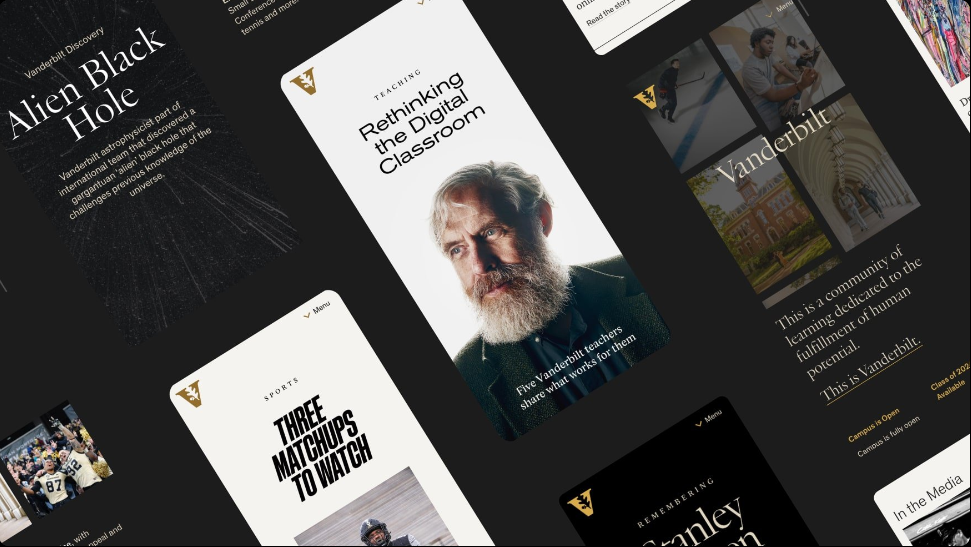 Vanderbilt Discovery
Alien Black
Hole
Vanderbilt astrophysicist part of
international team that discovered a
gargantuan ‘alien’ black hole that
challenges previous knowledge of the
universe.
Small
Conference
tennis and more
TEACHING
Rethinking
the Digital
Classroom
Five Vanderbilt teachers
share what works for them
Menu
SPORTS
THREE
MATCHUPS
TO WATCH
87
52
with
appeal and
Read the story
Menu
Vanderbilt
This is a community of
learning dedicated to the
fulfillment of human
potential.
This is Vanderbilt.
Campus is Open
Campus is fully open
Class of
Available
Menu
REMEMBERING
Stanley
In the Media